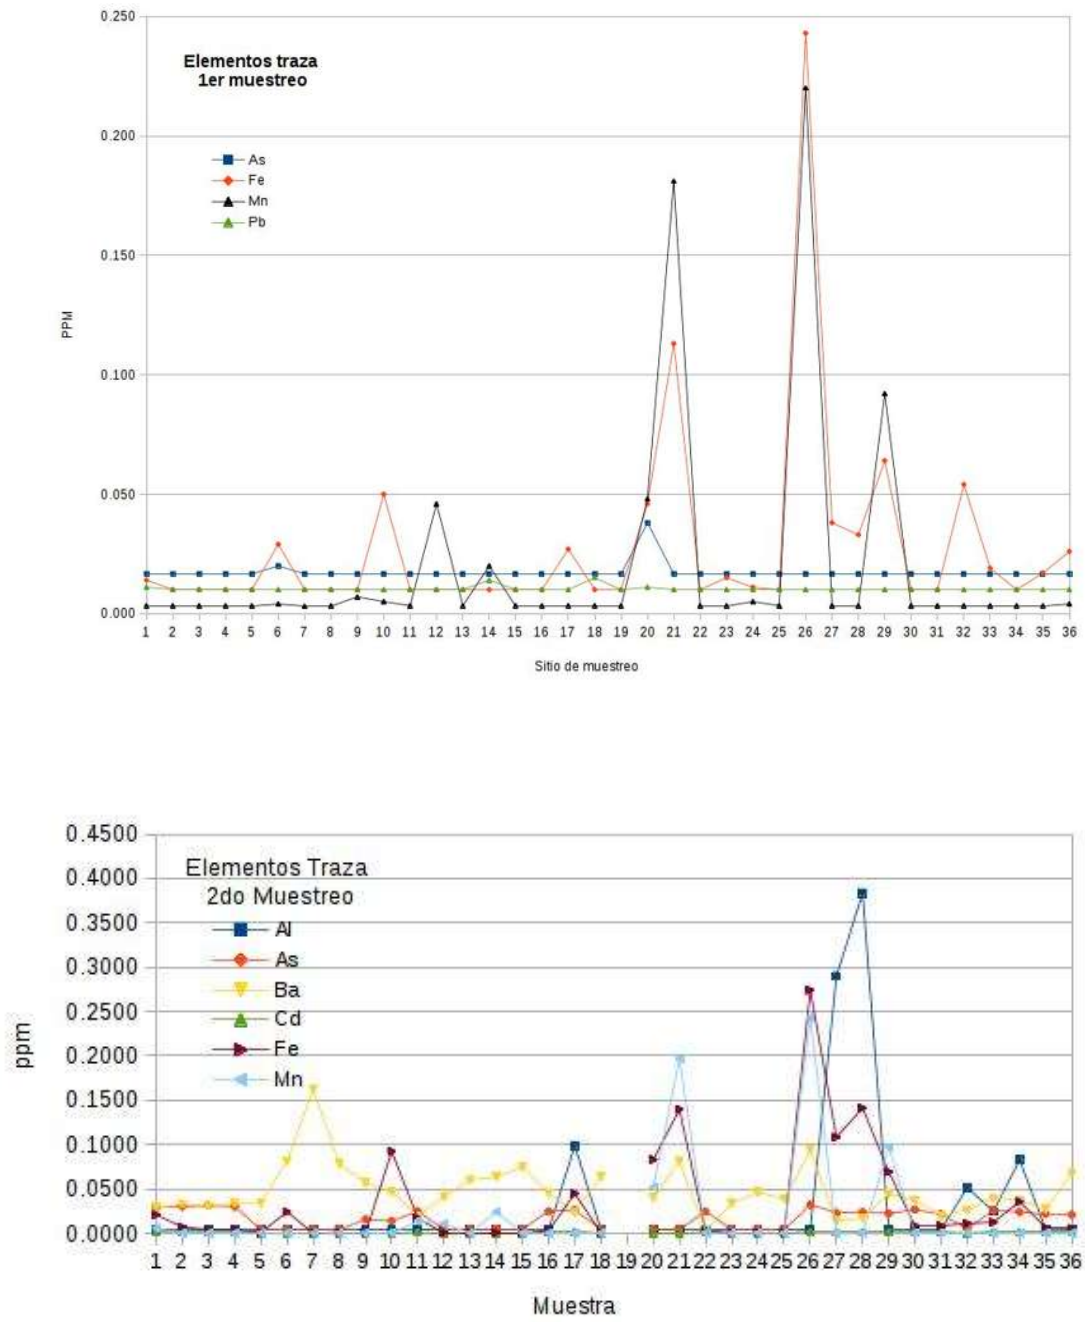 0.250
Elementos traza
1er muestreo
0.200
As
Fe
Mn
Pb
0.150
PPM
0.100
0.050
0.000
1 2 3 4 5 6 7 8 9 10 11 12 13 14 15 16 17 18 19 20 21 22 23 24 25 26 27 28 29 30 31 32 33 34 35 36
Sitio de muestreo
0.4500
Elementos Traza
0.4000
2do Muestreo
0.3500
Al
As
0.3000
Ba
0.2500
Cd
Fe
0.2000
ppm
Mn
0.1500
0.1000
0.0500
0.0000
1 2 3 4 5 6 7 8 9 10 11 12 13 14 15 16 17 18 19 20 21 22 23 24 25 26 27 28 29 30 31 32 33 34 35 36
Muestra